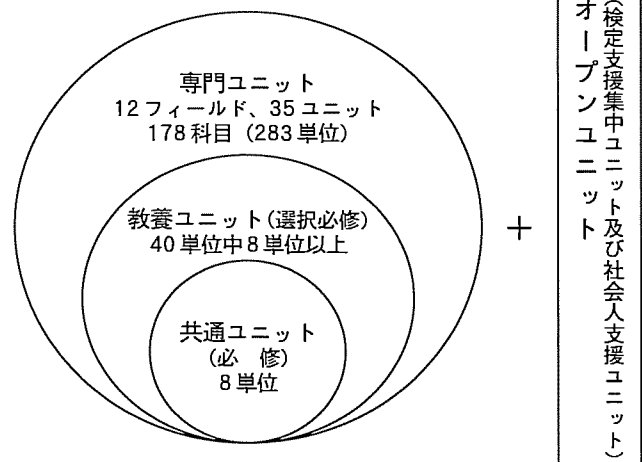 専門ユニット
12フィールド、35ユニット
178科目（283単位）
教養ユニット（選択必修）
40単位中8単位以上
共通ユニット
（必　修）
8単位
＋
オープンユニット
（検定支援集中ユニット及び社会人支援ユニット）